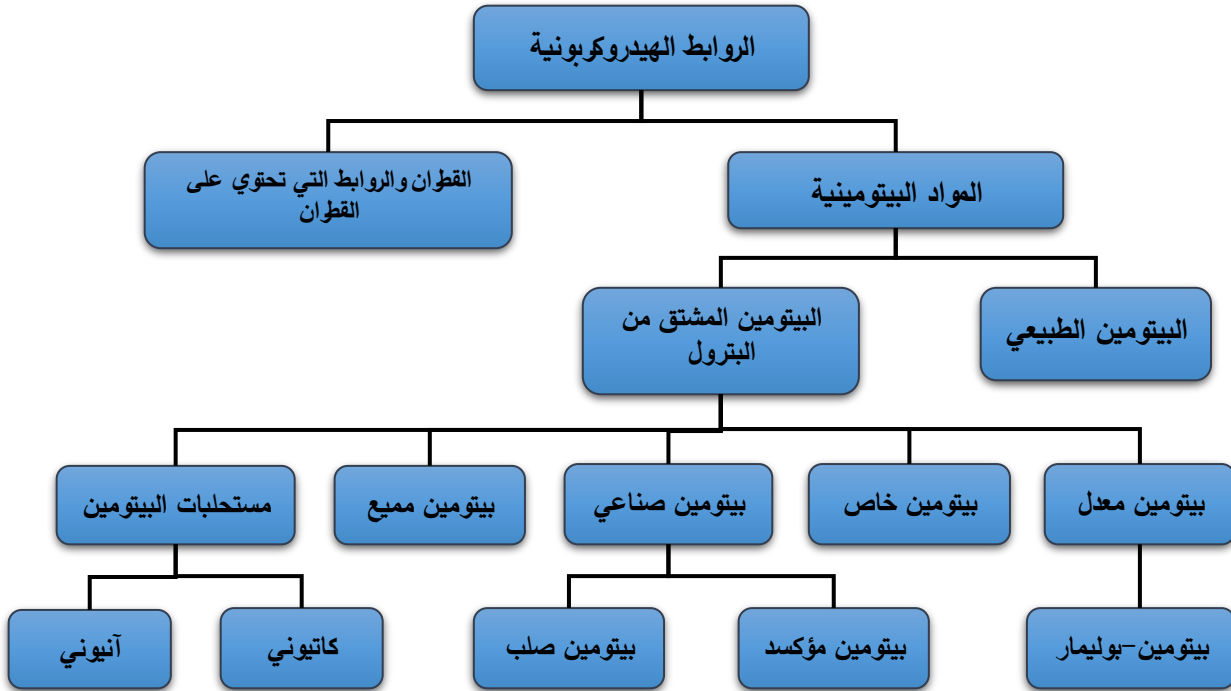 الروابط الهيدروكربونية
المواد البيتومينية
القطران والروابط التي تحتوي على
القطران
البيتومين الطبيعي
البيتومين المشتق من
البترول
بيتومين معدل
بيتومين خاص
بيتومين صناعي
بيتومين مميع
مستحلبات البيتومين
بيتومين-بوليمار
بيتومين مؤكسد
بيتومين صلب
كاتيوني
آنيوني